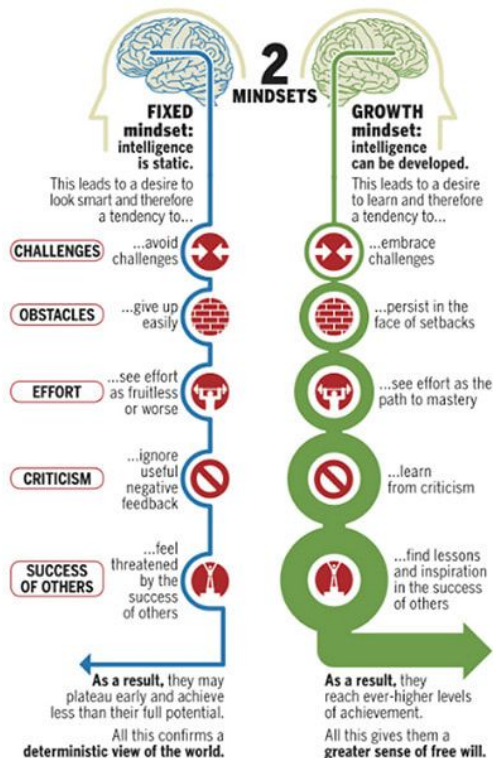 2
MINDSETS
FIXED
mindset:
intelligence
is static.
This leads to a desire to
look smart and therefore
a tendency to...
GROWTH
mindset:
intelligence
can be developed.
This leads to a desire
to learn and therefore
a tendency to...
CHALLENGES
...avoid
challenges
...embrace
challenges
OBSTACLES
...give up
easily
...persist in the
face of setbacks
EFFORT
...see effort
as fruitless
or worse
...see effort as the
path to mastery
CRITICISM
...ignore
useful
negative
feedback
...learn
from criticism
SUCCESS
OF OTHERS
...feel
threatened
by the
success
of others
...find lessons
and inspiration
in the success
of others
As a result, they may
plateau early and achieve
less than their full potential.
All this confirms a
deterministic view of the world.
As a result, they
reach ever-higher levels
of achievement.
All this gives them a
greater sense of free will.